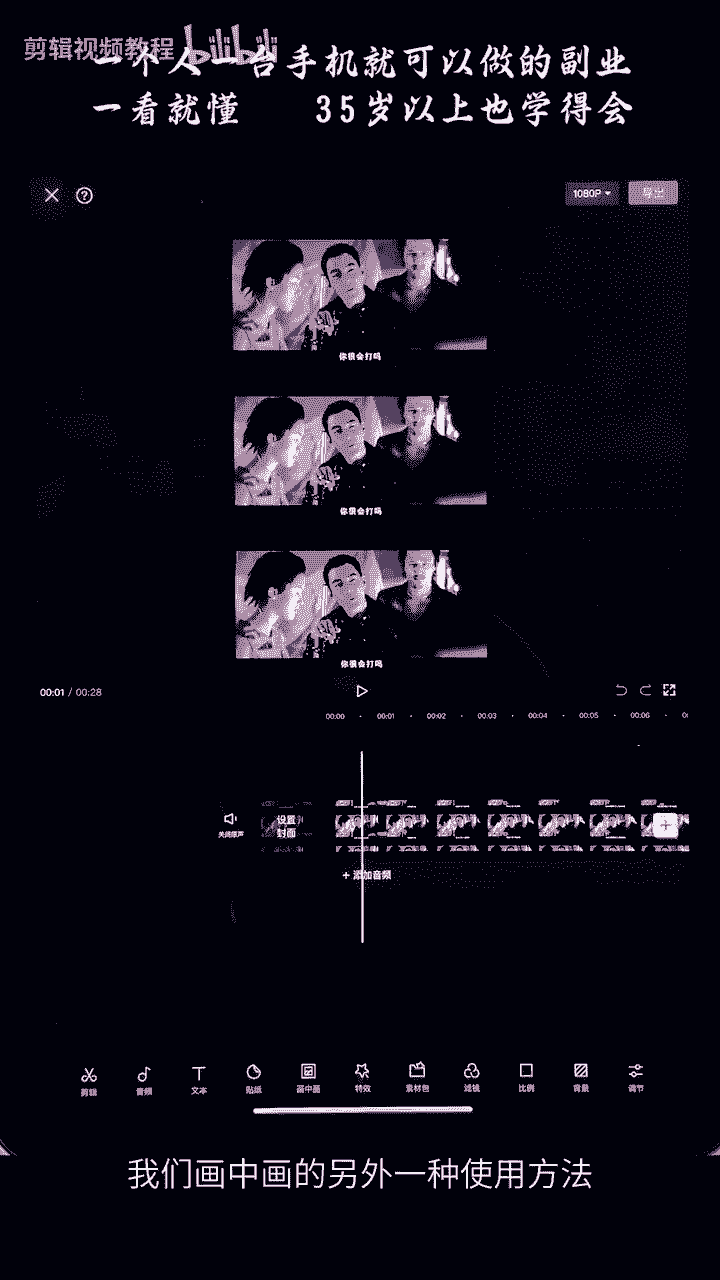 剪辑视频教程 bilibili
一个人一台手机就可以做的副业
一看就懂 35岁以上也学得会
1080P 导出
你很会打吗
你很会打吗
你很会打吗
00:01 / 00:28
00:00 00:01 00:02 00:03 00:04 00:05 00:06
关闭原声
设置
封面
+ 添加音频
剪辑 音频 文本 贴纸 画中画 特效 素材包 滤镜 比例 背景 调节
我们画中画的另外一种使用方法